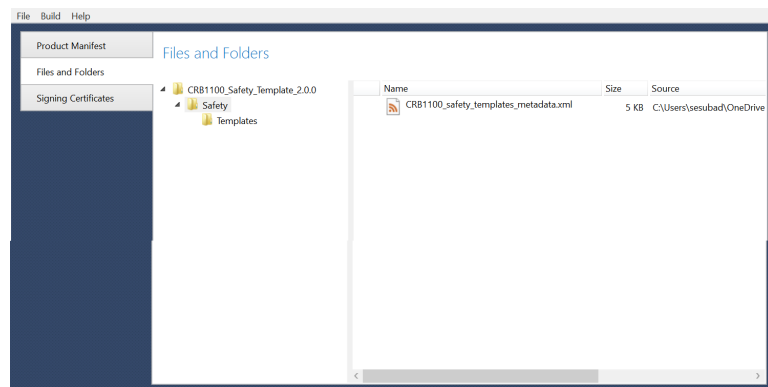 File Build Help
Product Manifest
Files and Folders
Signing Certificates
Files and Folders
CRB1100_Safety_Template_2.0.0
Safety
Templates
Name Size Source
CRB1100_safety_templates_metadata.xml 5 KB C:\Users\sesubad\OneDrive